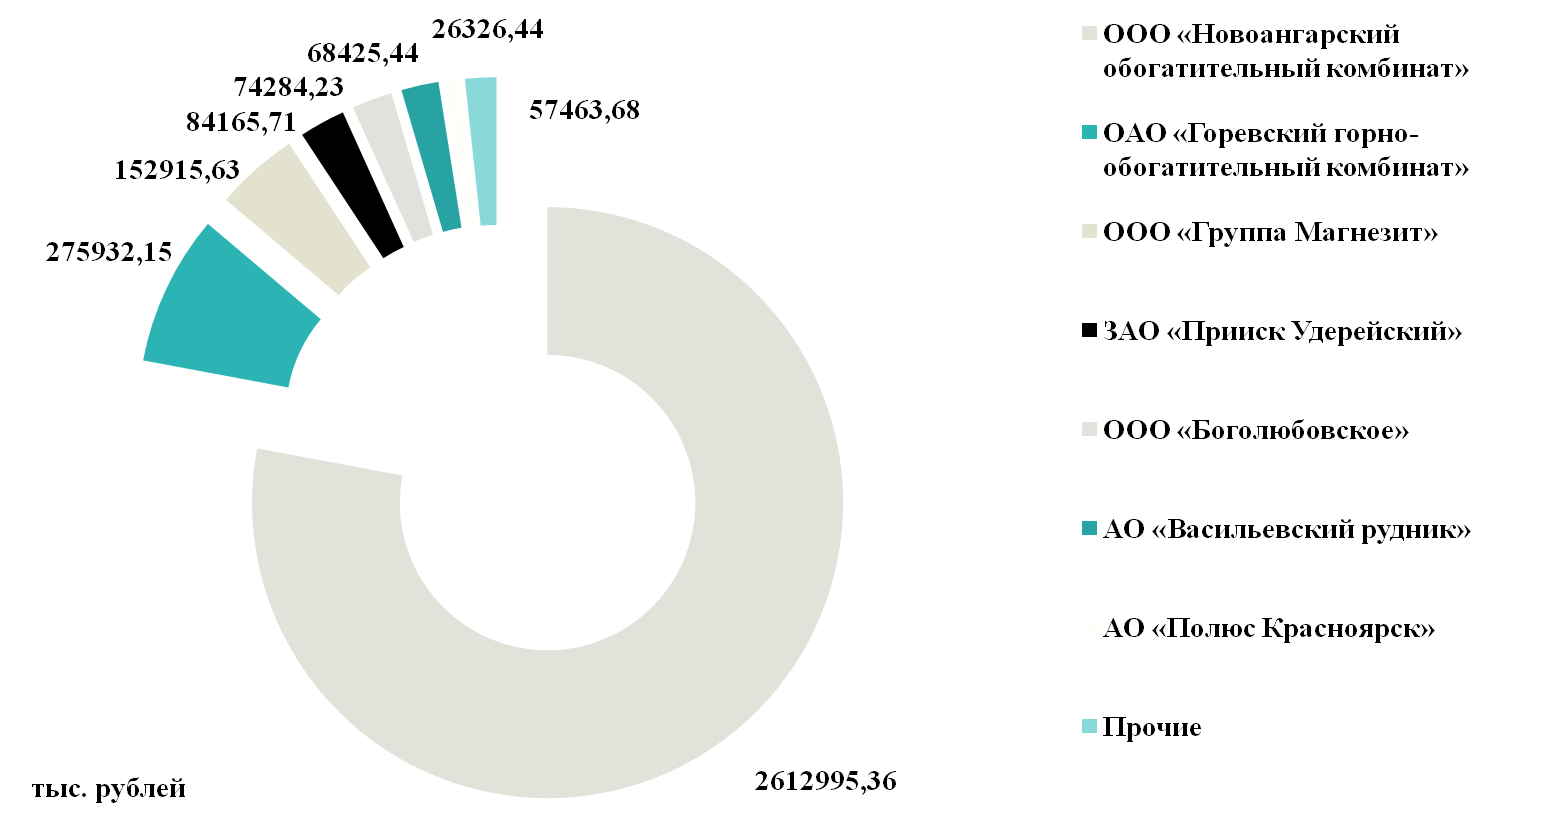 26326,44
68425,44
74284,23
57463,68
84165,71
152915,63
275932,15
2612995,36
тыс. рублей
ООО «Новоангарский
обогатительный комбинат»
ОАО «Горевский горно-
обогатительный комбинат»
ООО «Группа Магнезит»
ЗАО «Прииск Удерейский»
ООО «Боголюбовское»
АО «Васильевский рудник»
АО «Полюс Красноярск»
Прочие